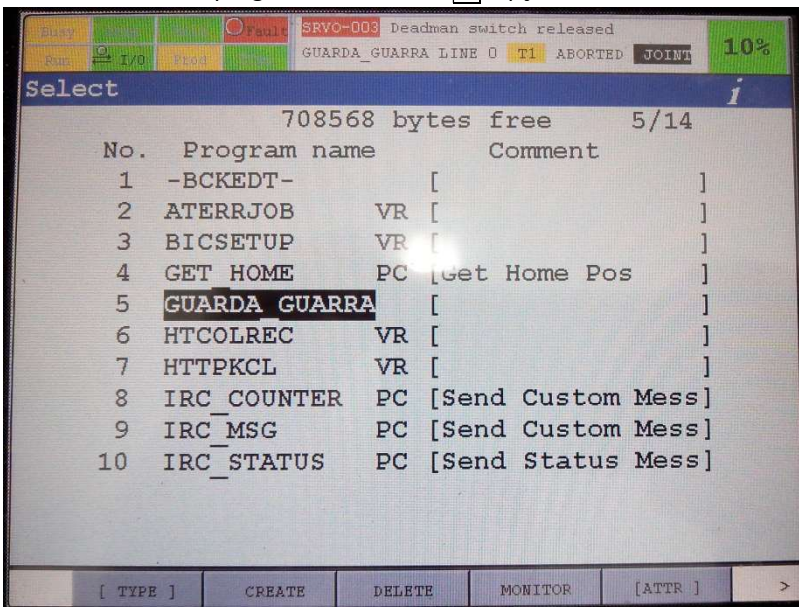 Busy
Fault SRVO-003 Deadman switch released
Run I/O Prod GUARDA_GUARRA LINE 0 T1 ABORTED JOINT 10%
Select i
708568 bytes free 5/14
No. Program name Comment
1 -BCKEDT- [ ]
2 ATERRJOB VR [ ]
3 BICSETUP VR [ ]
4 GET_HOME PC [Get Home Pos ]
5 GUARDA_GUARRA [ ]
6 HTCOLREC VR [ ]
7 HTTPKCL VR [ ]
8 IRC_COUNTER PC [Send Custom Mess]
9 IRC_MSG PC [Send Custom Mess]
10 IRC_STATUS PC [Send Status Mess]
[ TYPE ] CREATE DELETE MONITOR [ATTR ] >